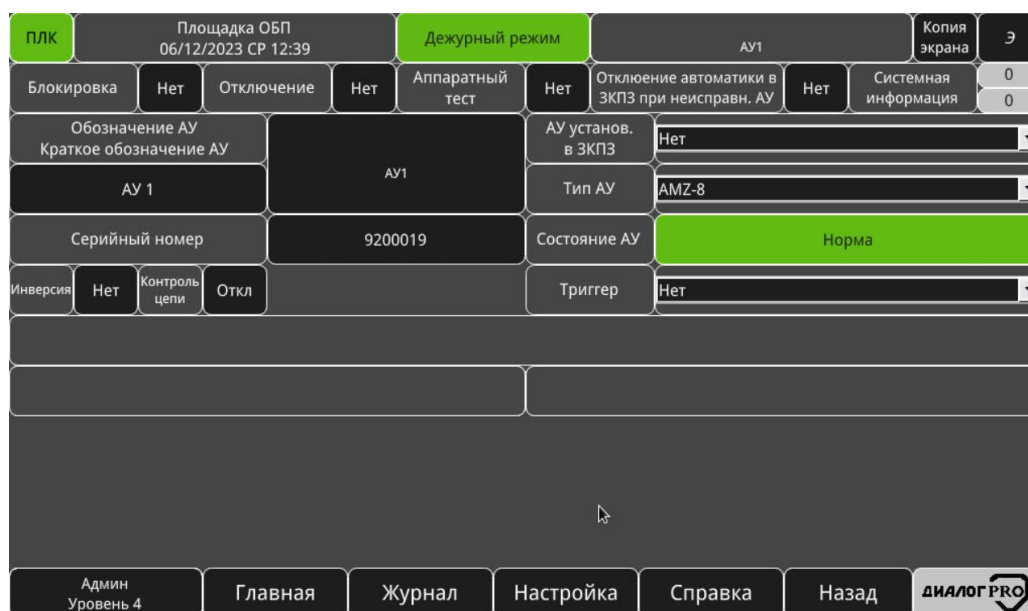 ПЛК
Площадка ОБП
06/12/2023 СР 12:39
Дежурный режим
АУ1
Копия
экрана
Э
Блокировка
Нет
Отключение
Нет
Аппаратный
тест
Нет
Отклюение автоматики в
ЗКПЗ при неисправн. АУ
Нет
Системная
информация
0
0
Обозначение АУ
Краткое обозначение АУ
АУ1
АУ установ.
в ЗКПЗ
Нет
АУ 1
Тип АУ
AMZ-8
Серийный номер
9200019
Состояние АУ
Норма
Инверсия
Нет
Контроль
цепи
Откл
Триггер
Нет
Админ
Уровень 4
Главная
Журнал
Настройка
Справка
Назад
ДИАЛОГ PRO